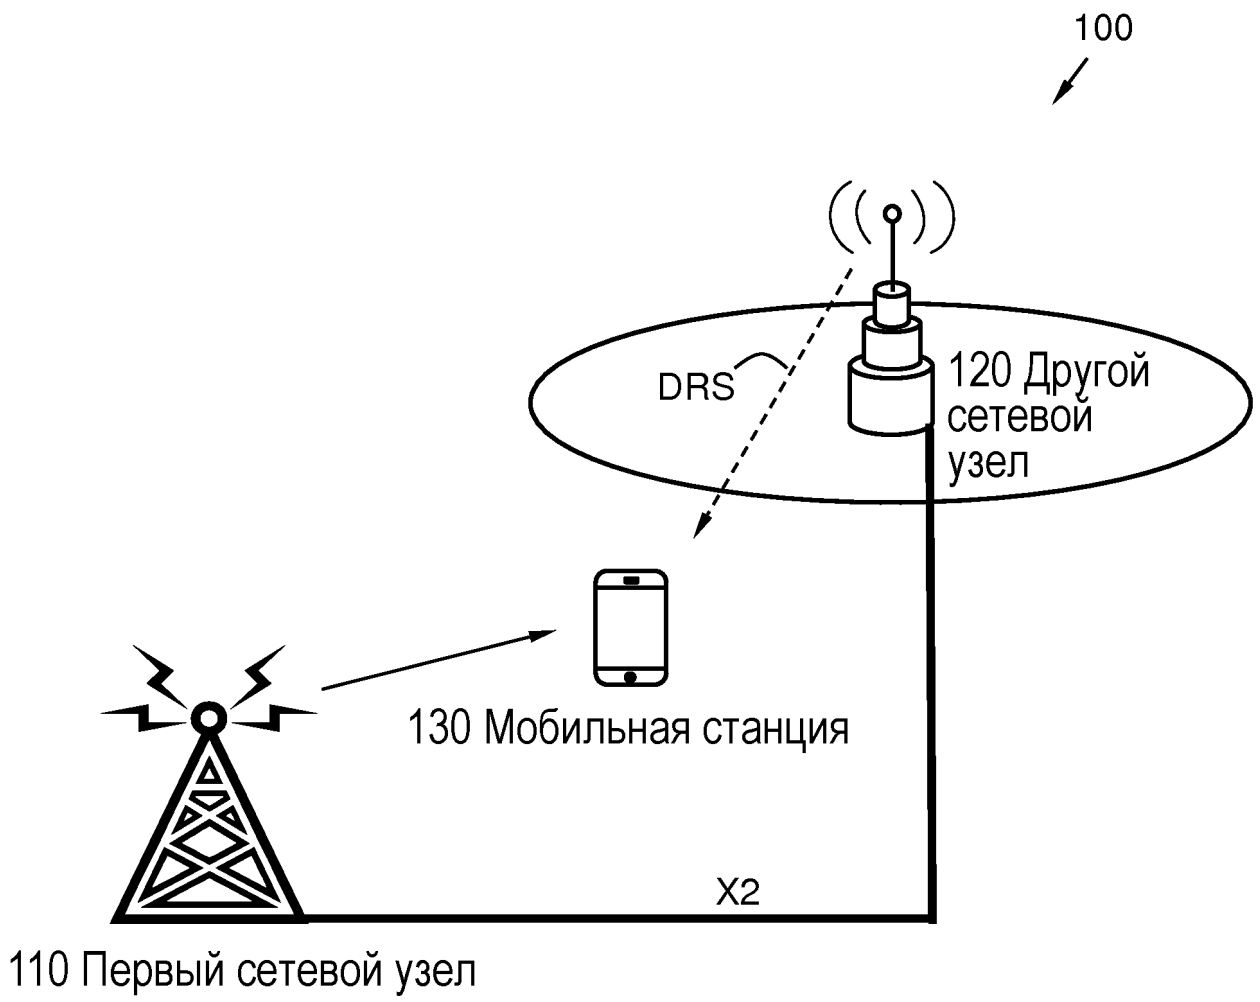 100
DRS
120 Другой
сетевой
узел
130 Мобильная станция
X2
110 Первый сетевой узел